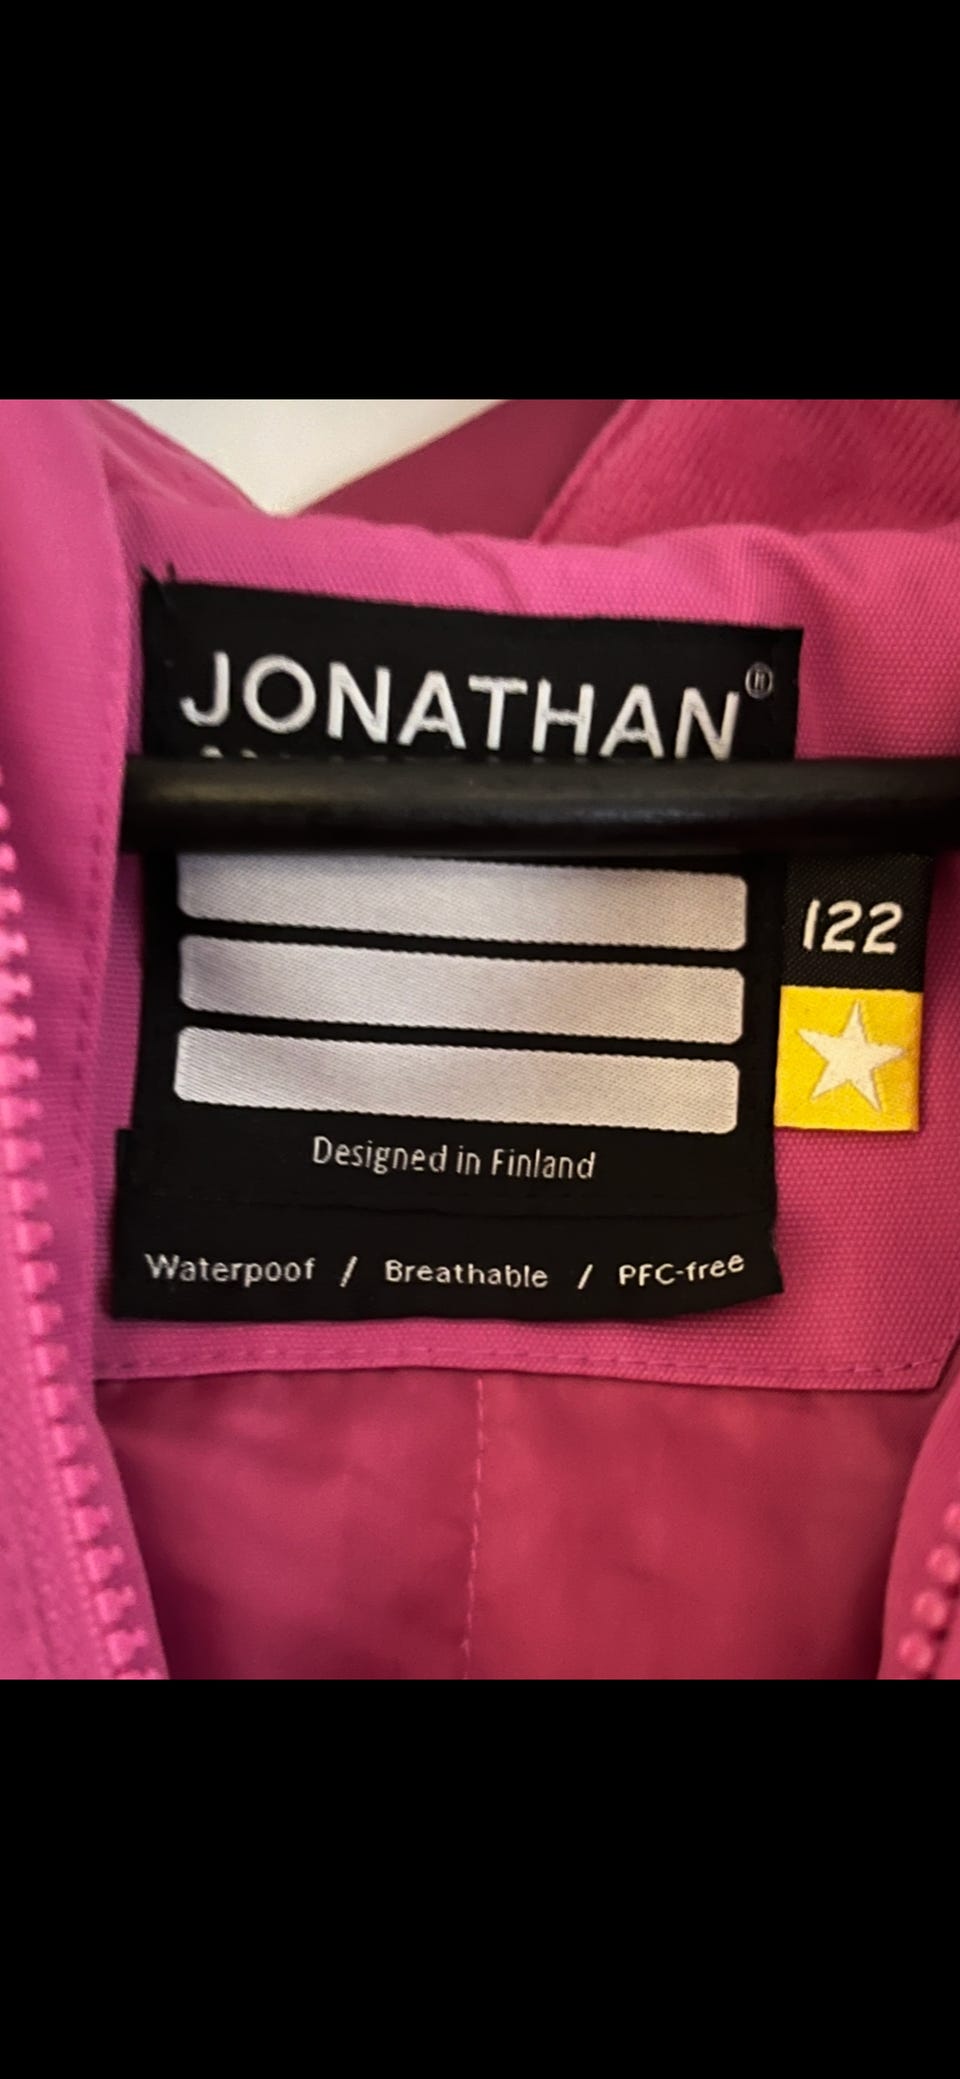 JONATHAN®
122
Designed in Finland
Waterpoof / Breathable / PFC-free